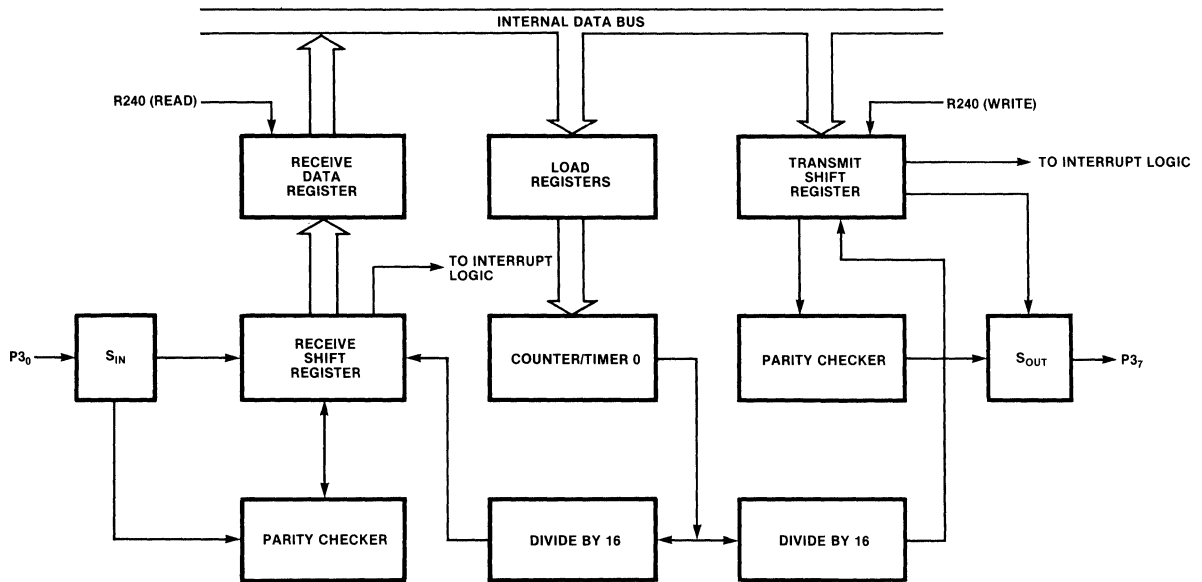 INTERNAL DATA BUS
R240 (READ)
R240 (WRITE)
RECEIVE
DATA
REGISTER
LOAD
REGISTERS
TRANSMIT
SHIFT
REGISTER
TO INTERRUPT LOGIC
TO INTERRUPT
LOGIC
P3₀
S_IN
RECEIVE
SHIFT
REGISTER
COUNTER/TIMER 0
PARITY CHECKER
S_OUT
P3₇
PARITY CHECKER
DIVIDE BY 16
DIVIDE BY 16